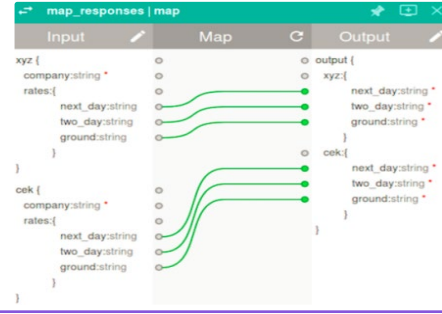 map_responses | map
Input
Map
Output
xyz {
company:string *
rates:{
next_day:string
two_day:string
ground:string
}
}
cek {
company:string *
rates:{
next_day:string
two_day:string
ground:string
}
}
output {
xyz:{
next_day:string *
two_day:string *
ground:string *
}
cek:{
next_day:string *
two_day:string *
ground:string *
}
}